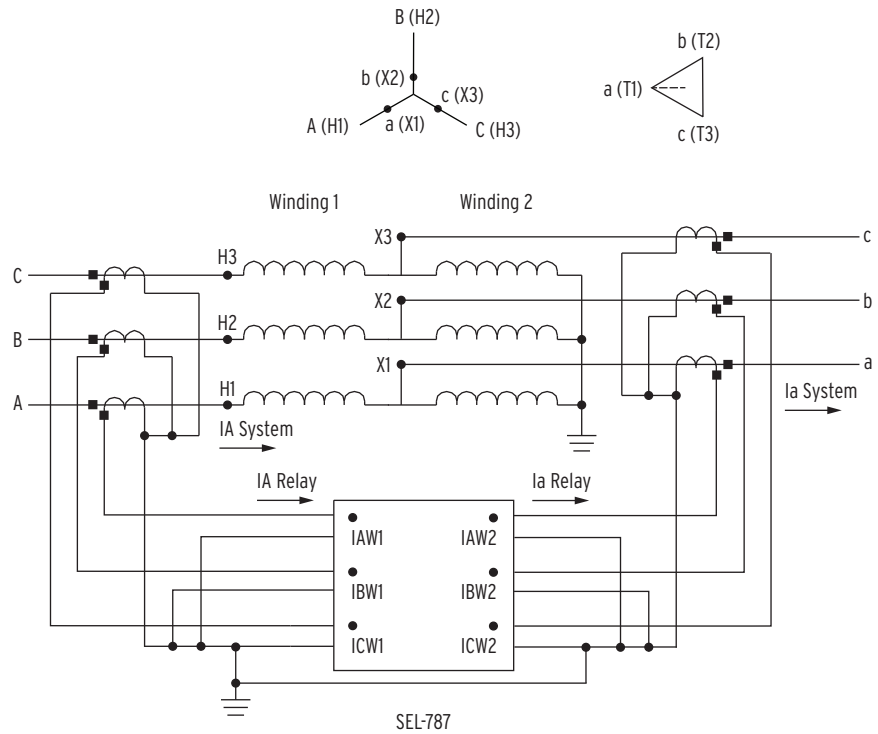 B (H2)
b (X2)
c (X3)
A (H1)
a (X1)
C (H3)
b (T2)
a (T1)
c (T3)
Winding 1
Winding 2
X3
c
H3
C
X2
b
H2
B
X1
a
H1
A
IA System
Ia System
IA Relay
Ia Relay
IAW1
IAW2
IBW1
IBW2
ICW1
ICW2
SEL-787